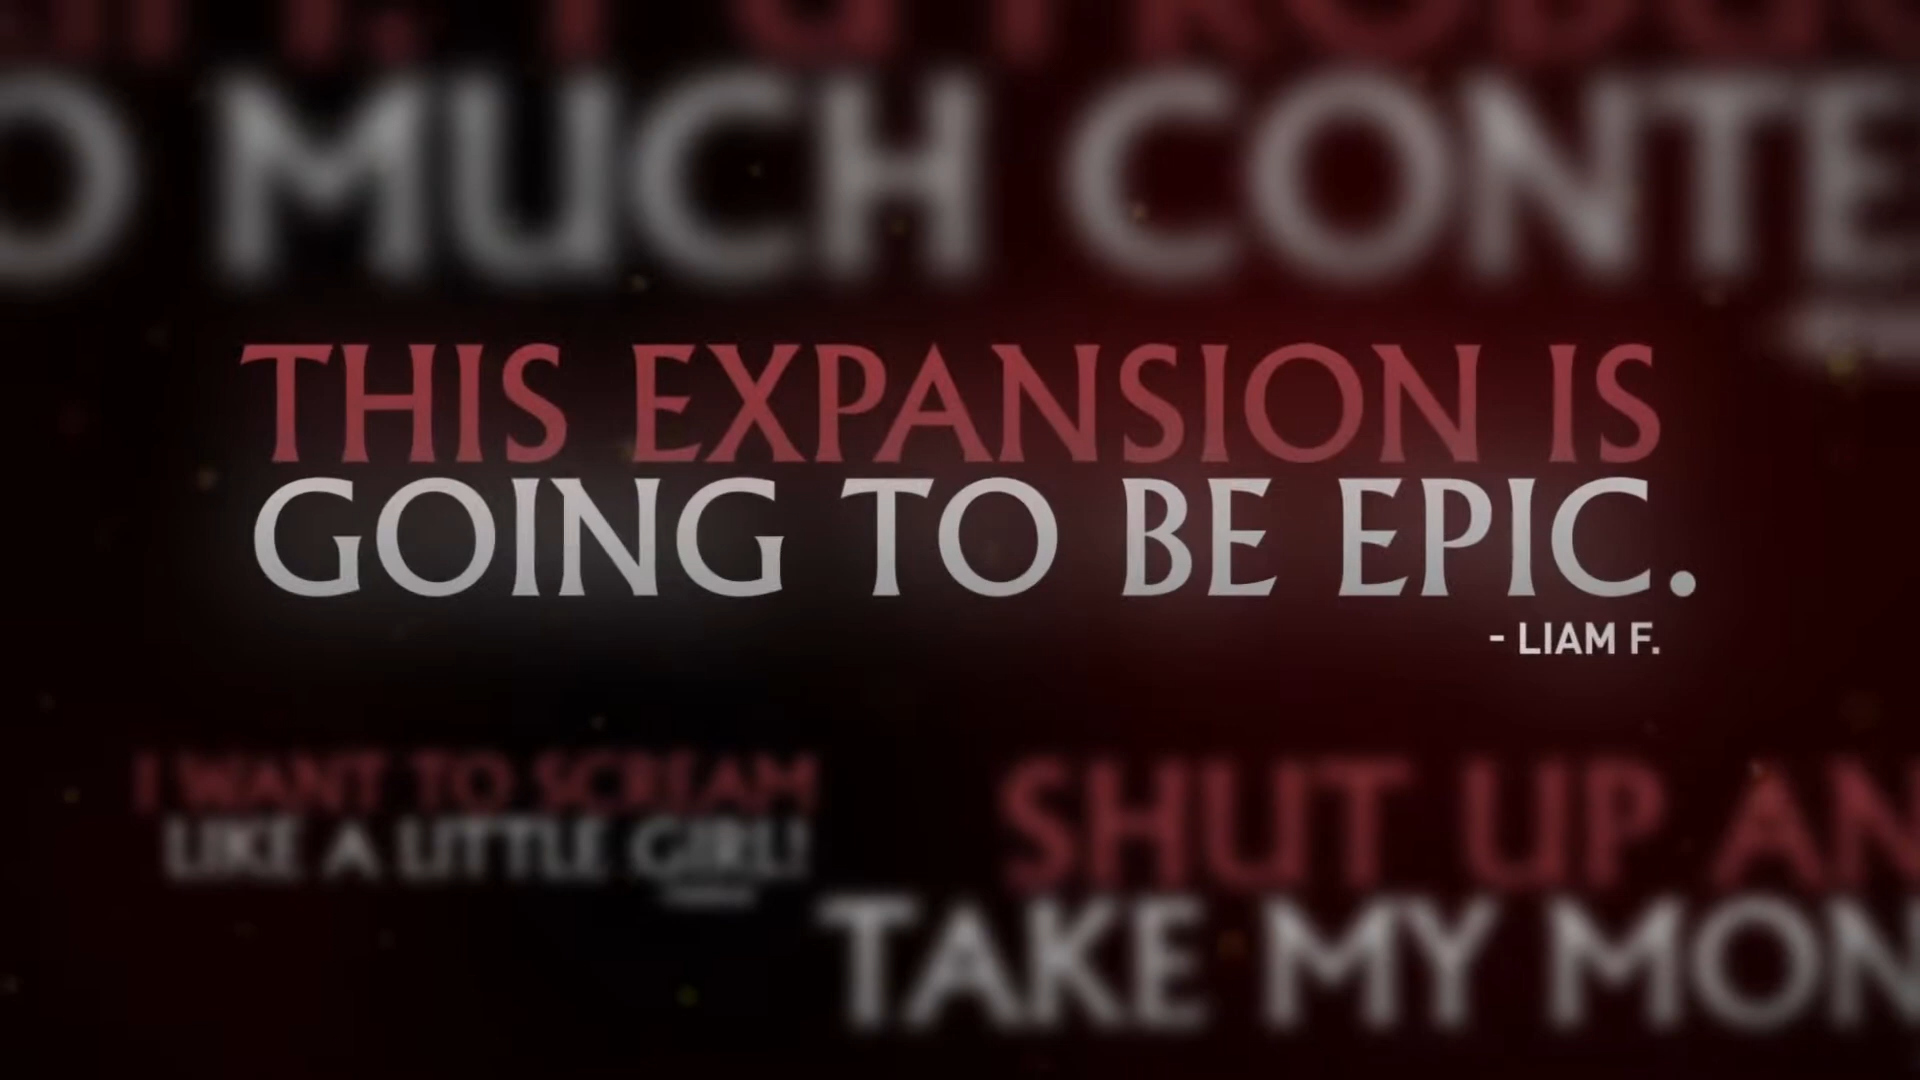 MUCH CONTE
THIS EXPANSION IS
GOING TO BE EPIC.
- LIAM F.
I WANT TO SCREAM
LIKE A LITTLE GIRL!
SHUT UP AN
TAKE MY MON